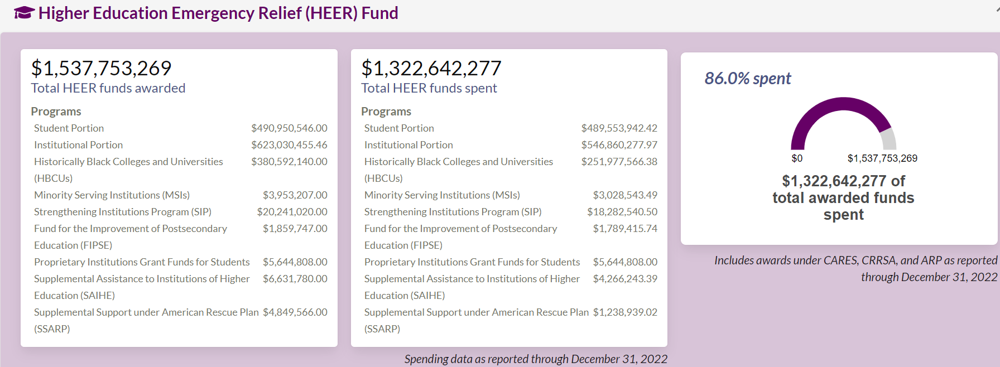 Higher Education Emergency Relief (HEER) Fund
$1,537,753,269
Total HEER funds awarded
Programs
Student Portion $490,950,546.00
Institutional Portion $623,030,455.46
Historically Black Colleges and Universities $380,592,140.00
(HBCUs)
Minority Serving Institutions (MSIs) $3,953,207.00
Strengthening Institutions Program (SIP) $20,241,020.00
Fund for the Improvement of Postsecondary $1,859,747.00
Education (FIPSE)
Proprietary Institutions Grant Funds for Students $5,644,808.00
Supplemental Assistance to Institutions of Higher $6,631,780.00
Education (SAIHE)
Supplemental Support under American Rescue Plan $4,849,566.00
(SSARP)
$1,322,642,277
Total HEER funds spent
Programs
Student Portion $489,553,942.42
Institutional Portion $546,860,277.97
Historically Black Colleges and Universities $251,977,566.38
(HBCUs)
Minority Serving Institutions (MSIs) $3,028,543.49
Strengthening Institutions Program (SIP) $18,282,540.50
Fund for the Improvement of Postsecondary $1,789,415.74
Education (FIPSE)
Proprietary Institutions Grant Funds for Students $5,644,808.00
Supplemental Assistance to Institutions of Higher $4,266,243.39
Education (SAIHE)
Supplemental Support under American Rescue Plan $1,238,939.02
(SSARP)
Spending data as reported through December 31, 2022
86.0% spent
$0 $1,537,753,269
$1,322,642,277 of
total awarded funds
spent
Includes awards under CARES, CRRSA, and ARP as reported
through December 31, 2022